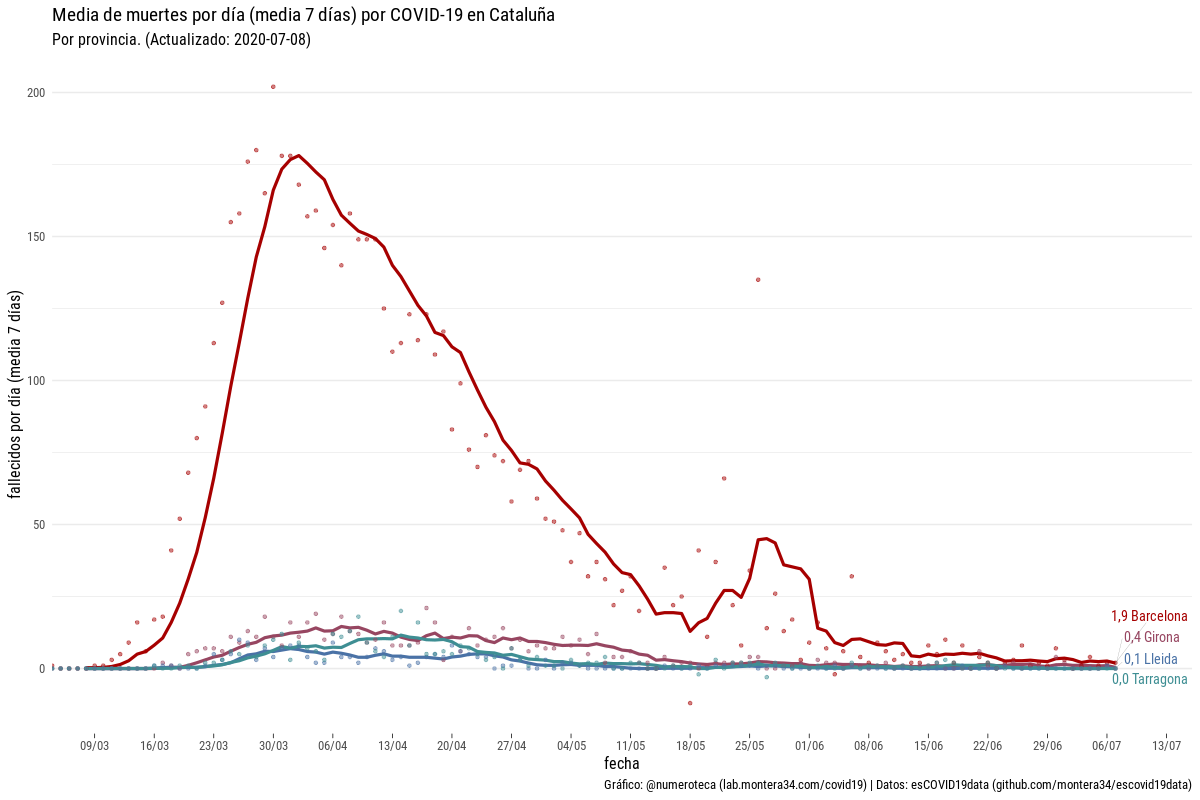 Media de muertes por día (media 7 días) por COVID-19 en Cataluña
Por provincia. (Actualizado: 2020-07-08)
fallecidos por día (media 7 días)
200
150
100
50
0
1,9 Barcelona
0,4 Girona
0,1 Lleida
0,0 Tarragona
09/03 16/03 23/03 30/03 06/04 13/04 20/04 27/04 04/05 11/05 18/05 25/05 01/06 08/06 15/06 22/06 29/06 06/07 13/07
fecha
Gráfico: @numeroteca (lab.montera34.com/covid19) | Datos: esCOVID19data (github.com/montera34/escovid19data)